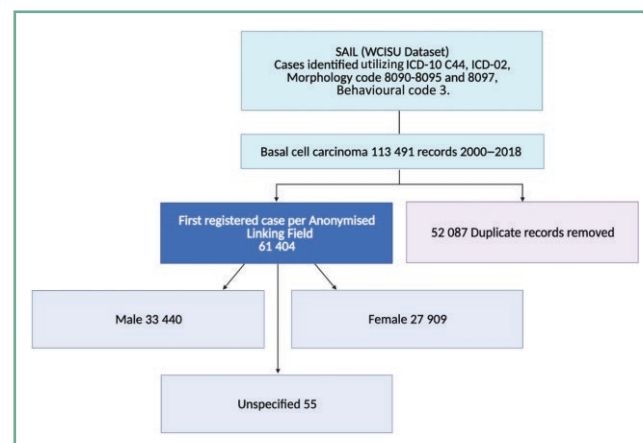 SAIL (WCISU Dataset)
Cases identified utilizing ICD-10 C44, ICD-02,
Morphology code 8090-8095 and 8097,
Behavioural code 3.
Basal cell carcinoma 113 491 records 2000–2018
First registered case per Anonymised
Linking Field
61 404
52 087 Duplicate records removed
Male 33 440
Female 27 909
Unspecified 55